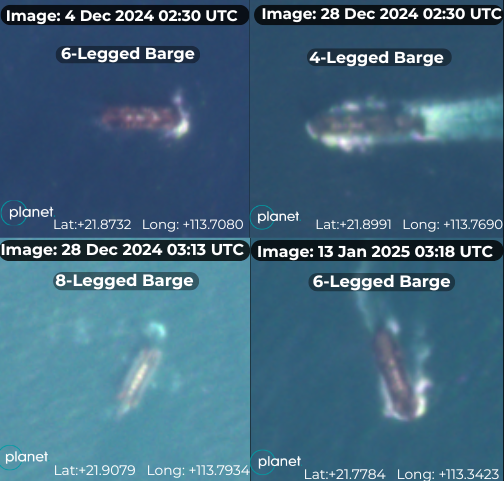 Image: 4 Dec 2024 02:30 UTC
6-Legged Barge
planet
Lat:+21.8732 Long: +113.7080
Image: 28 Dec 2024 02:30 UTC
4-Legged Barge
planet
Lat:+21.8991 Long: +113.7690
Image: 28 Dec 2024 03:13 UTC
8-Legged Barge
planet
Lat:+21.9079 Long: +113.7934
Image: 13 Jan 2025 03:18 UTC
6-Legged Barge
planet
Lat:+21.7784 Long: +113.3423